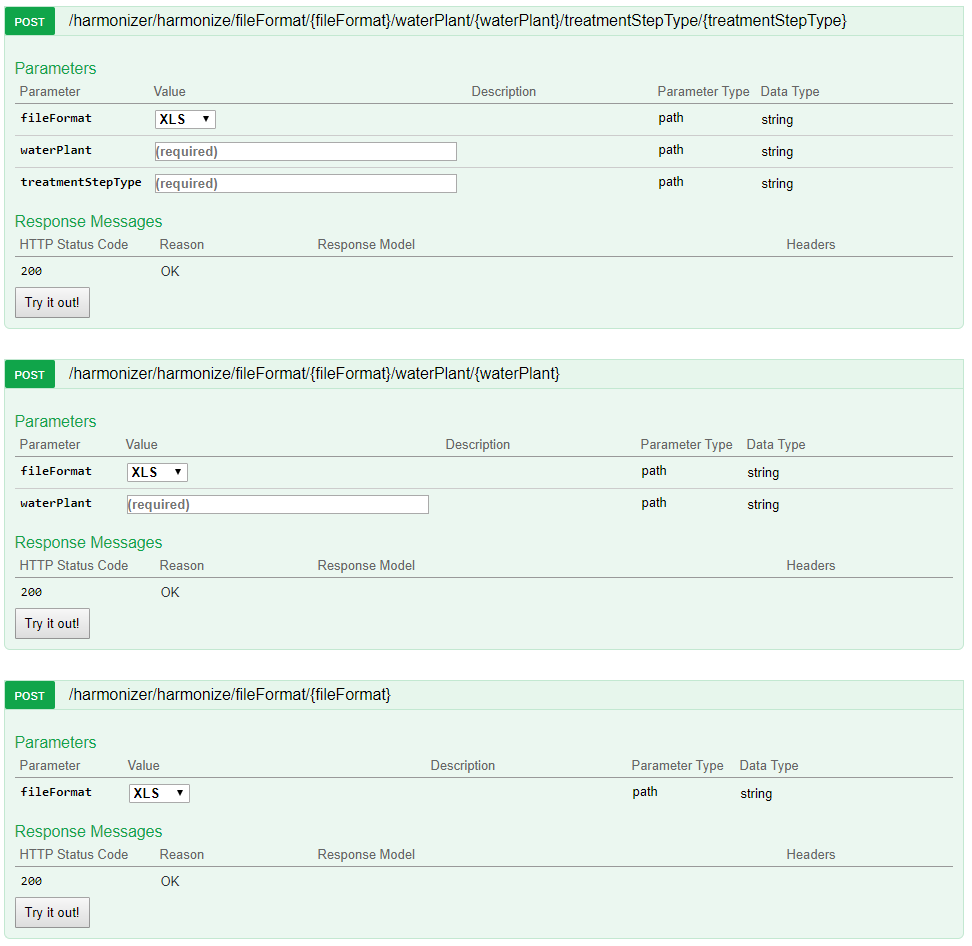 POST /harmonizer/harmonize/fileFormat/{fileFormat}/waterPlant/{waterPlant}/treatmentStepType/{treatmentStepType}
Parameters
Parameter Value Description Parameter Type Data Type
fileFormat XLS path string
waterPlant (required) path string
treatmentStepType (required) path string
Response Messages
HTTP Status Code Reason Response Model Headers
200 OK
Try it out!
POST /harmonizer/harmonize/fileFormat/{fileFormat}/waterPlant/{waterPlant}
Parameters
Parameter Value Description Parameter Type Data Type
fileFormat XLS path string
waterPlant (required) path string
Response Messages
HTTP Status Code Reason Response Model Headers
200 OK
Try it out!
POST /harmonizer/harmonize/fileFormat/{fileFormat}
Parameters
Parameter Value Description Parameter Type Data Type
fileFormat XLS path string
Response Messages
HTTP Status Code Reason Response Model Headers
200 OK
Try it out!